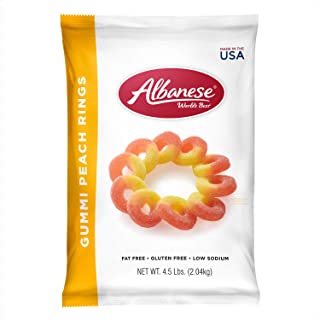 MADE IN THE
USA
Albanese®
World's Best
GUMMI PEACH RINGS
FAT FREE • GLUTEN FREE • LOW SODIUM
NET WT. 4.5 Lbs. (2.04kg)